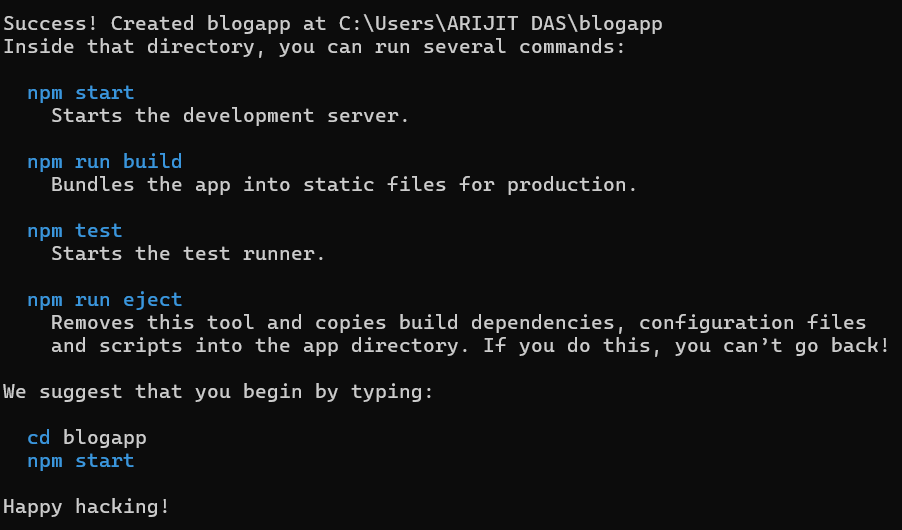 Success! Created blogapp at C:\Users\ARIJIT DAS\blogapp
Inside that directory, you can run several commands:
npm start
Starts the development server.
npm run build
Bundles the app into static files for production.
npm test
Starts the test runner.
npm run eject
Removes this tool and copies build dependencies, configuration files
and scripts into the app directory. If you do this, you can’t go back!
We suggest that you begin by typing:
cd blogapp
npm start
Happy hacking!